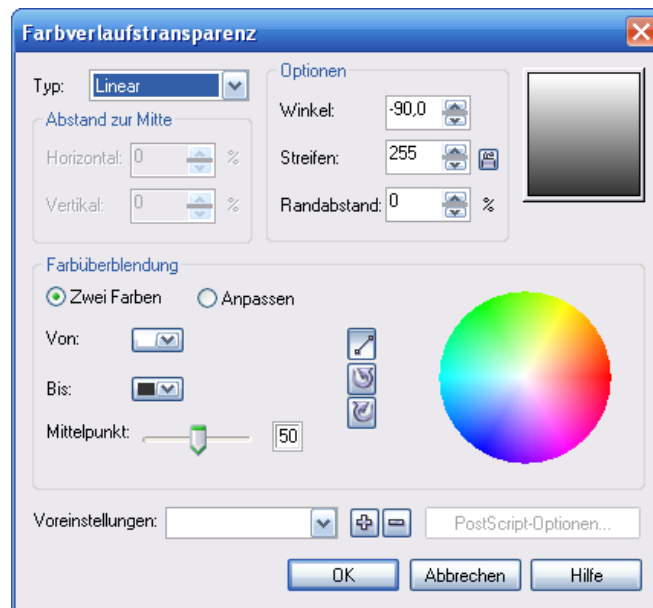 Farbverlaufstransparenz
Typ: Linear
Abstand zur Mitte
Horizontal: 0 %
Vertikal: 0 %
Optionen
Winkel: -90,0
Streifen: 255
Randabstand: 0 %
Farbüberblendung
Zwei Farben Anpassen
Von:
Bis:
Mittelpunkt: 50
Voreinstellungen: PostScript-Optionen...
OK Abbrechen Hilfe